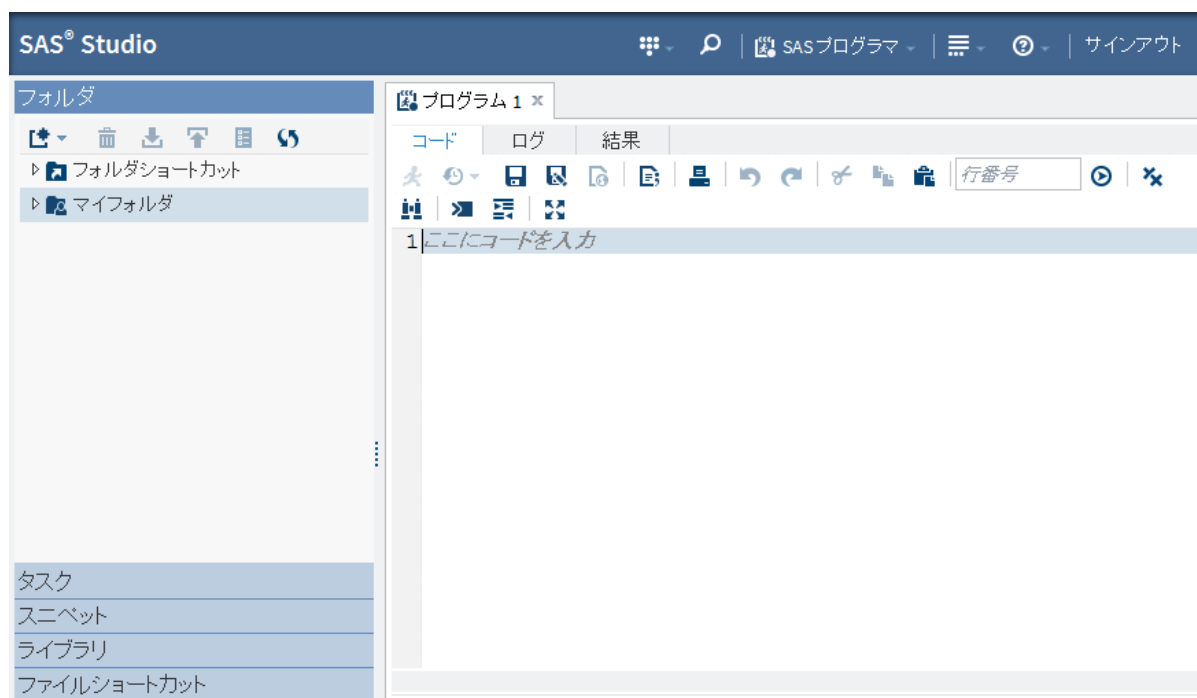 SAS® Studio
SASプログラマ
サインアウト
フォルダ
フォルダショートカット
マイフォルダ
タスク
スニペット
ライブラリ
ファイルショートカット
プログラム 1
コード ログ 結果
行番号
1 ここにコードを入力